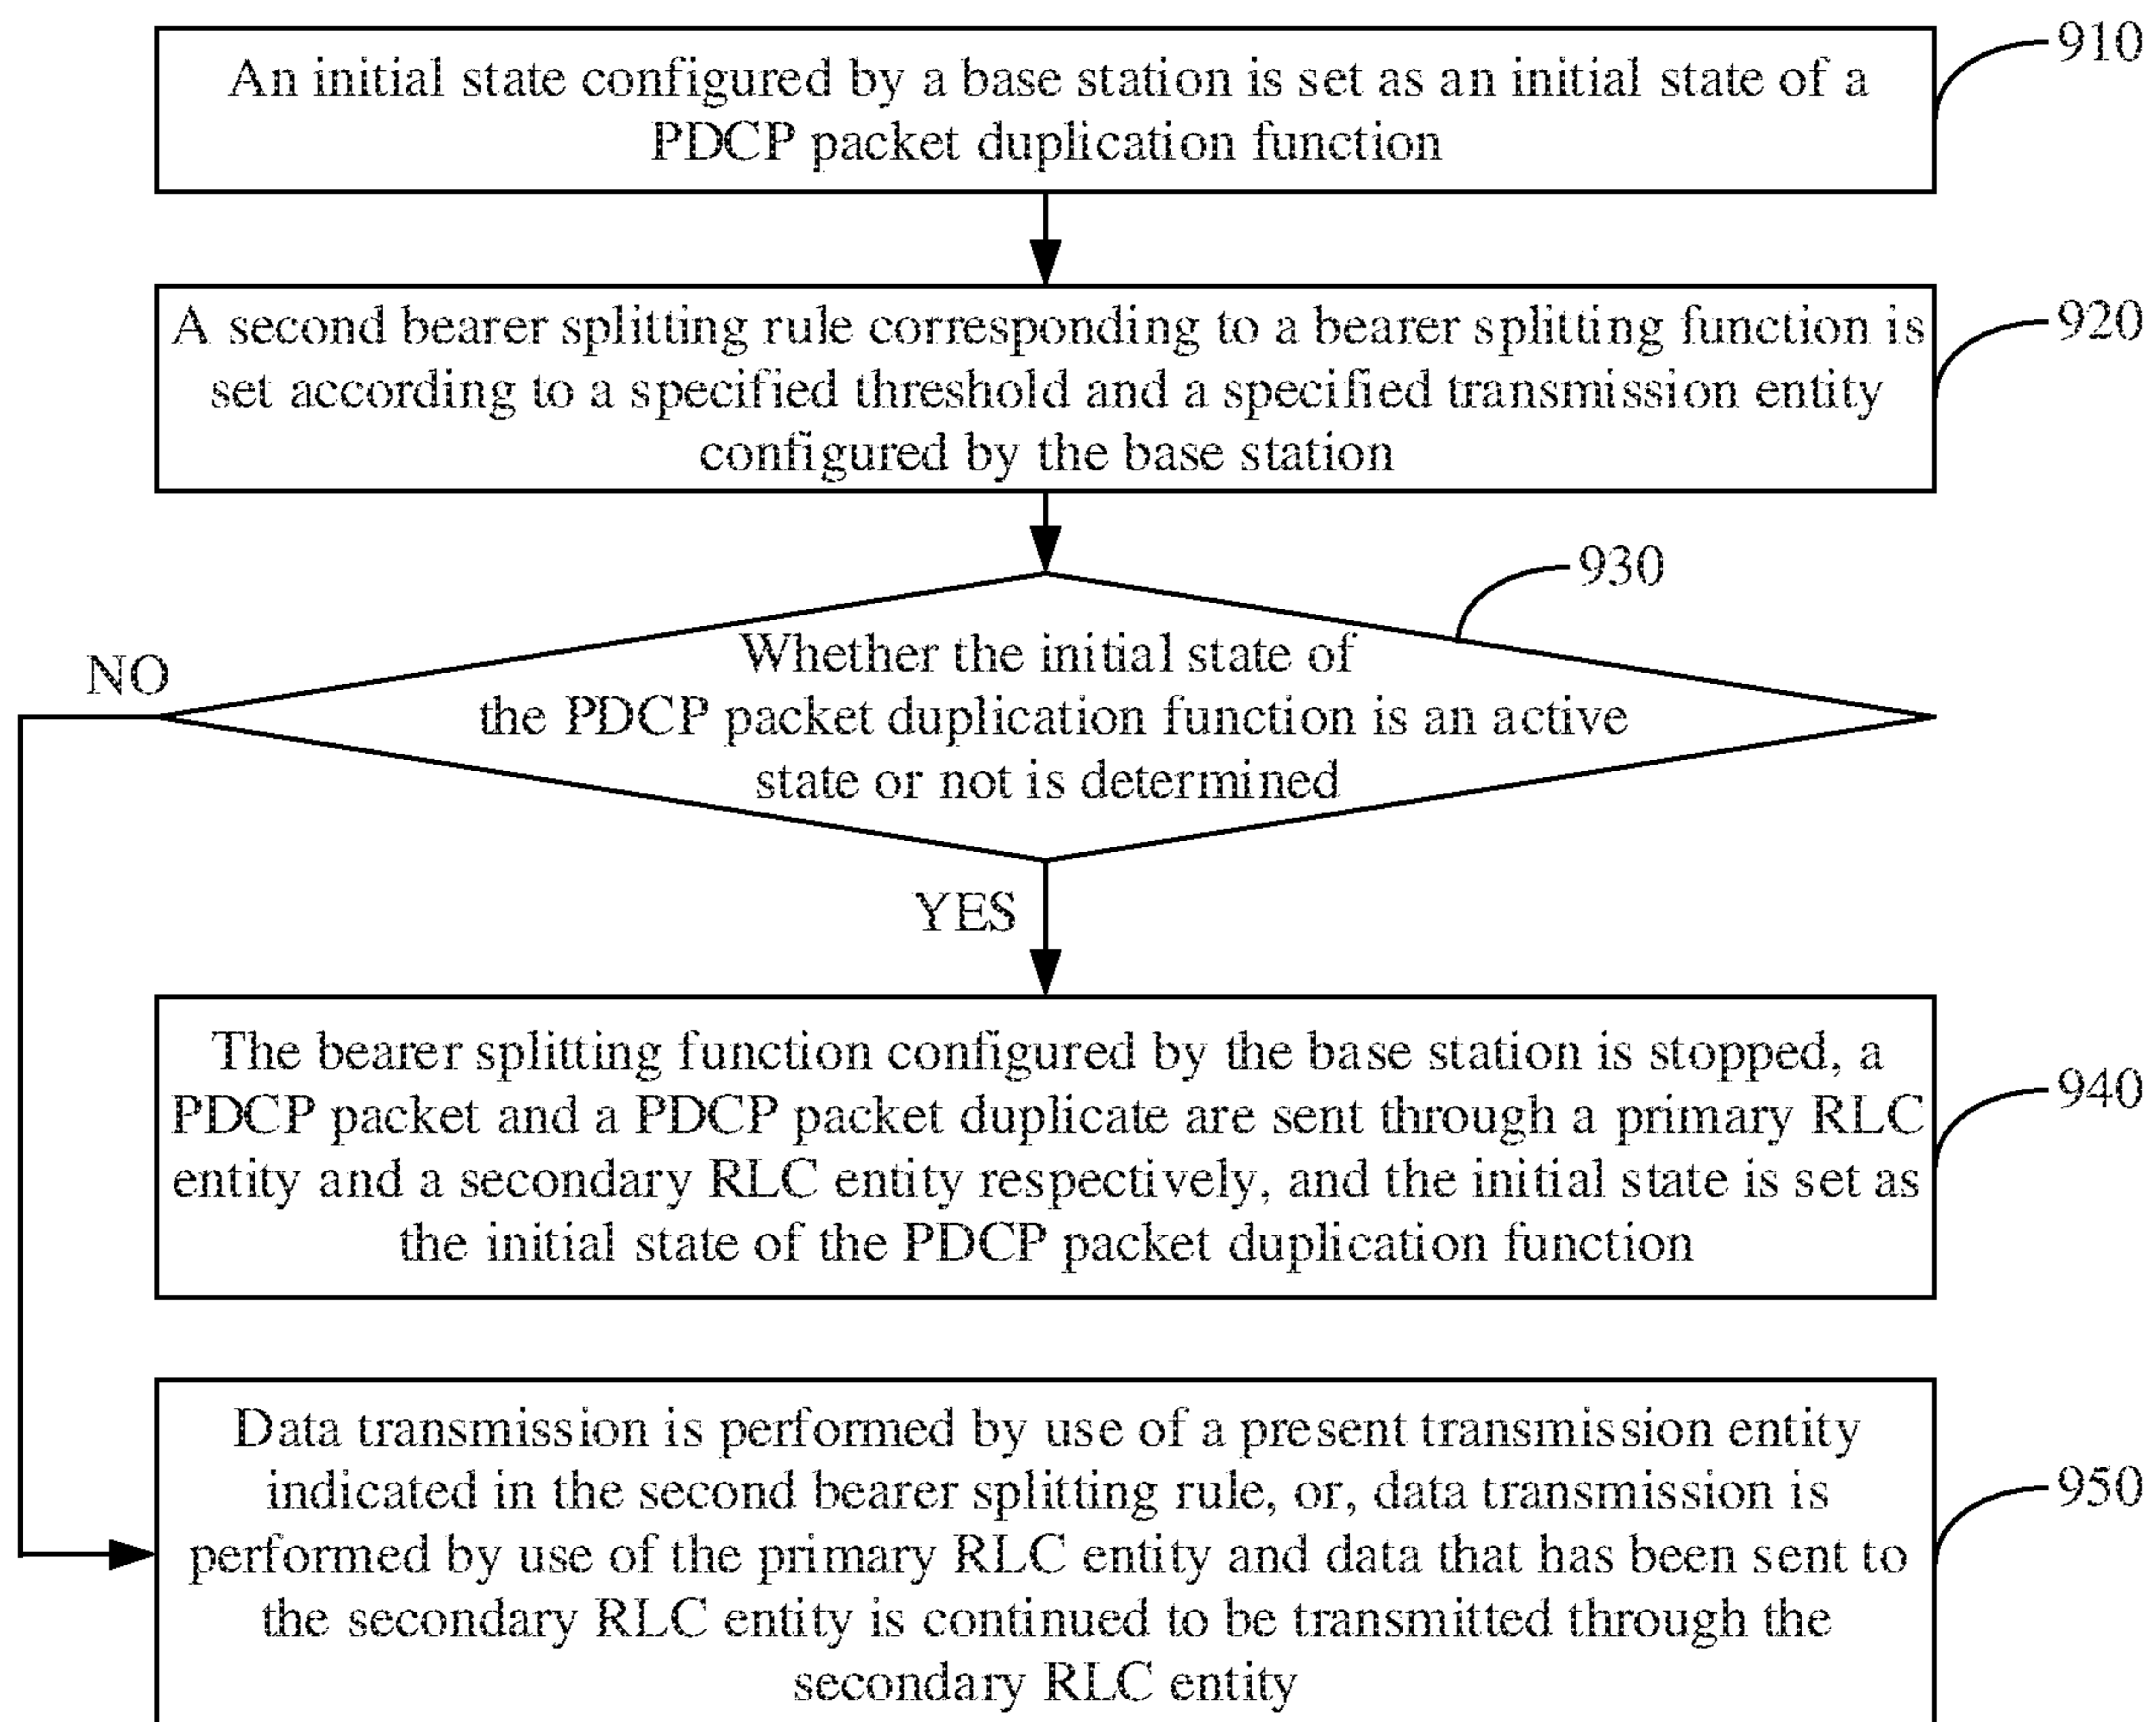 An initial state configured by a base station is set as an initial state of a
PDCP packet duplication function
910
A second bearer splitting rule corresponding to a bearer splitting function is
set according to a specified threshold and a specified transmission entity
configured by the base station
920
930
Whether the initial state of
the PDCP packet duplication function is an active
state or not is determined
NO
YES
The bearer splitting function configured by the base station is stopped, a
PDCP packet and a PDCP packet duplicate are sent through a primary RLC
entity and a secondary RLC entity respectively, and the initial state is set as
the initial state of the PDCP packet duplication function
940
Data transmission is performed by use of a present transmission entity
indicated in the second bearer splitting rule, or, data transmission is
performed by use of the primary RLC entity and data that has been sent to
the secondary RLC entity is continued to be transmitted through the
secondary RLC entity
950